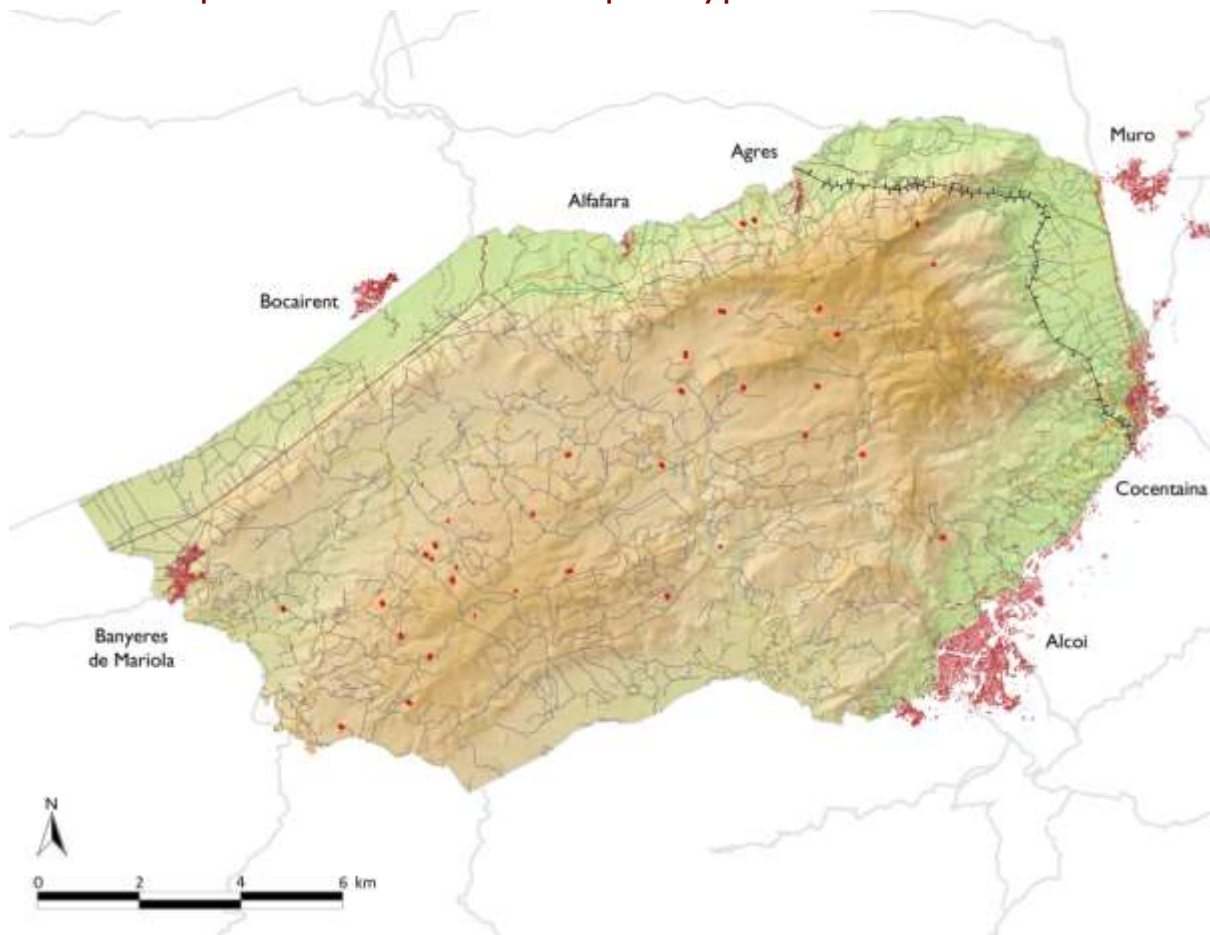 Muro
Agres
Alfafara
Bocairent
Cocentaina
Banyeres
de Mariola
Alcoi
N
0 2 4 6 km